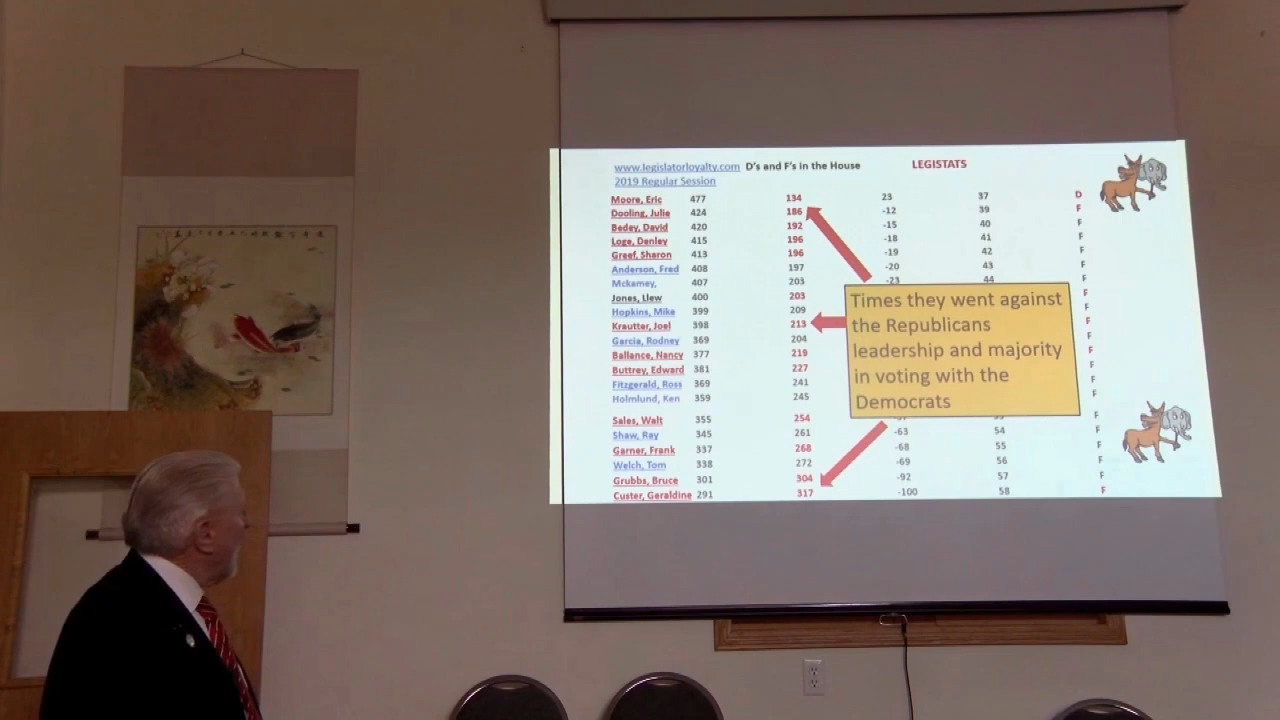 www.legislatorloyalty.com D's and F's in the House LEGISTATS
2019 Regular Session
Moore, Eric 477 134 23 37 D
Dooling, Julie 424 186 -12 39 F
Bedey, David 420 192 -15 40 F
Loge, Denley 415 196 -18 41 F
Greef, Sharon 413 196 -19 42 F
Anderson, Fred 408 197 -20 43 F
Mckamey, 407 203 -23 44 F
Jones, Llew 400 203 F
Hopkins, Mike 399 209 F
Krautter, Joel 398 213 F
Garcia, Rodney 369 204 F
Ballance, Nancy 377 219 F
Buttrey, Edward 381 227 F
Fitzgerald, Ross 369 241 F
Holmlund, Ken 359 245 F
Times they went against
the Republicans
leadership and majority
in voting with the
Democrats
Sales, Walt 355 254 F
Shaw, Ray 345 261 -63 54 F
Garner, Frank 337 268 -68 55 F
Welch, Tom 338 272 -69 56 F
Grubbs, Bruce 301 304 -92 57 F
Custer, Geraldine 291 317 -100 58 F